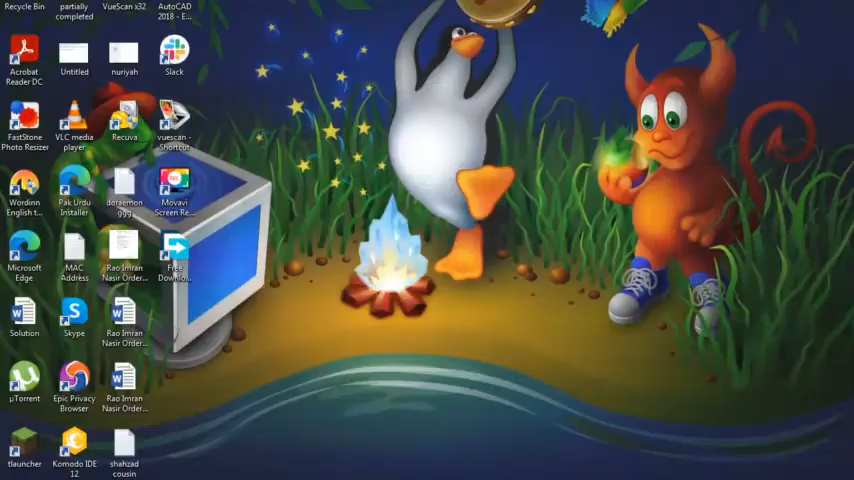 Recycle Bin
partially
completed
VueScan x32
AutoCAD
2018 - E...
Acrobat
Reader DC
Untitled
nuriyah
Slack
FastStone
Photo Resizer
VLC media
player
Recuva
vuescan -
Shortcut
Wordinn
English t...
Pak Urdu
Installer
doraemon
ggg
REC
Movavi
Screen Re...
Microsoft
Edge
MAC
Address
Rao Imran
Nasir Order...
Free
Downlo...
Solution
Skype
Rao Imran
Nasir Order...
µTorrent
Epic Privacy
Browser
Rao Imran
Nasir Order...
tlauncher
Komodo IDE
12
shahzad
cousin